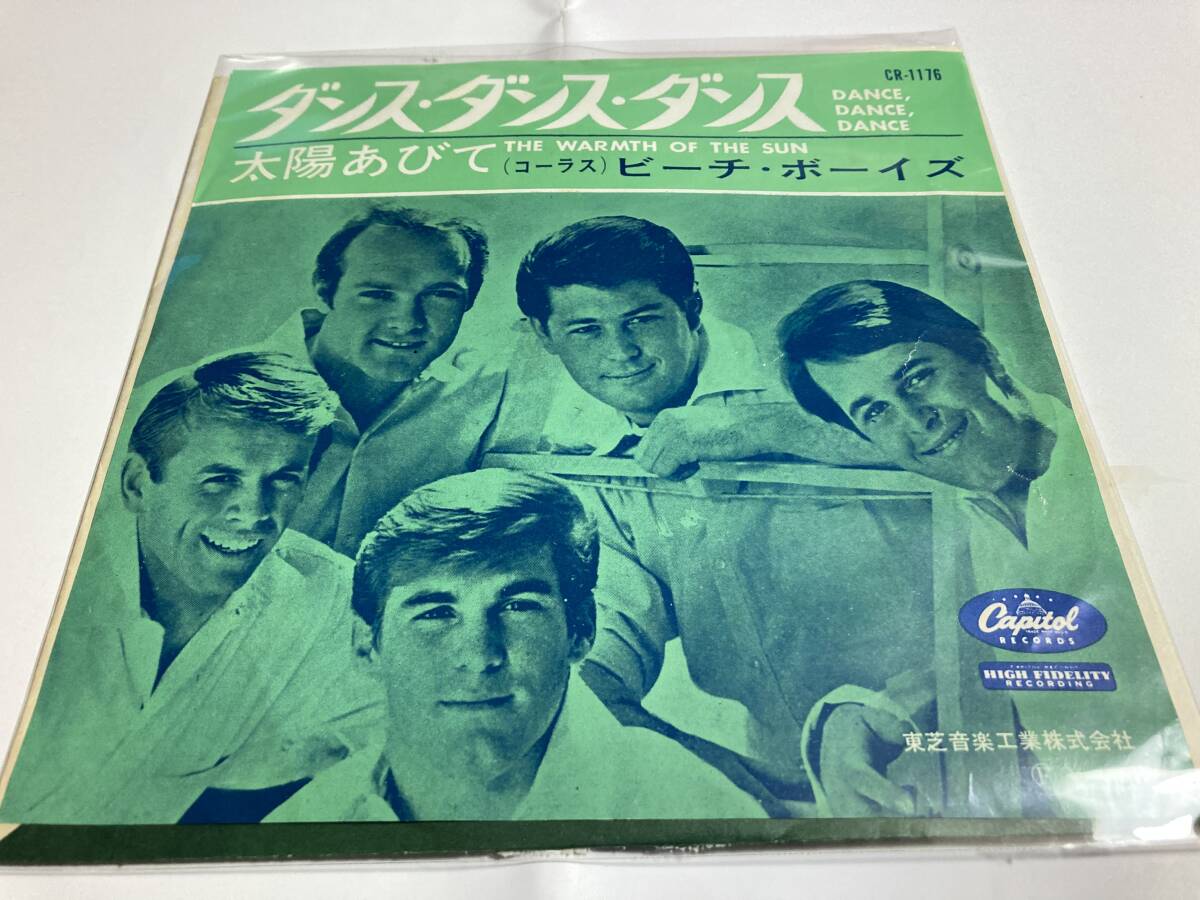 CR-1176
ダンス・ダンス・ダンス
DANCE,
DANCE,
DANCE
太陽あびて
THE WARMTH OF THE SUN
(コーラス) ビーチ・ボーイズ
Capitol
RECORDS
HIGH FIDELITY
RECORDING
東芝音楽工業株式会社